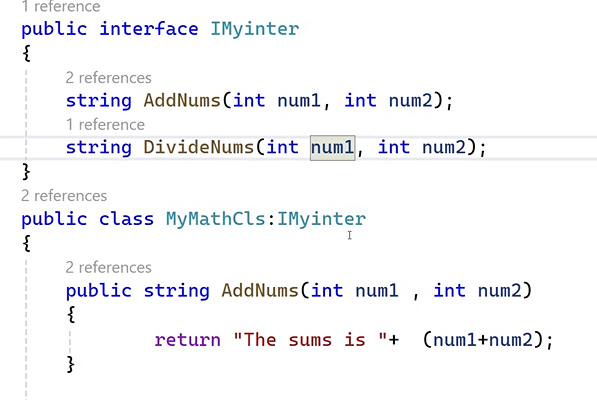 1 reference
public interface IMyinter
{
2 references
string AddNums(int num1, int num2);
1 reference
string DivideNums(int num1, int num2);
}
2 references
public class MyMathCls:IMyinter
{
2 references
public string AddNums(int num1 , int num2)
{
return "The sums is "+  (num1+num2);
}